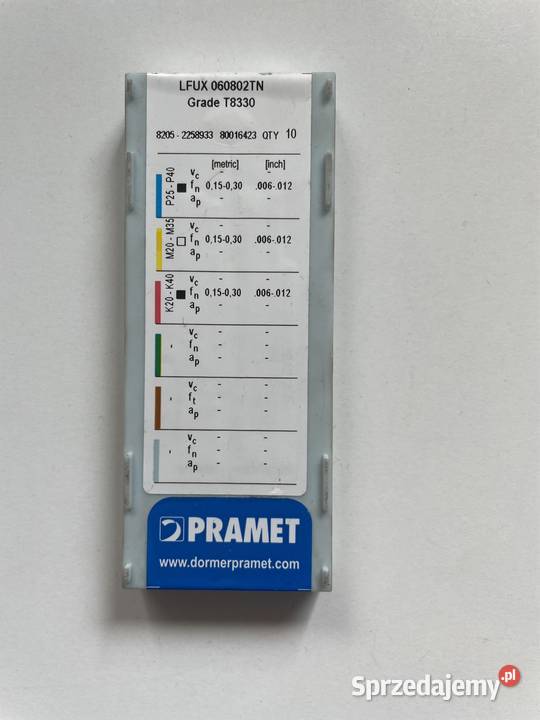 LFUX 060802TN
Grade T8330
8205 - 2258933 80016423 QTY 10
[metric] [inch]
P25 - P40
vc - -
fn 0,15-0,30 .006-.012
ap - -
M20 - M35
vc - -
fn 0,15-0,30 .006-.012
ap - -
K20 - K40
vc - -
fn 0,15-0,30 .006-.012
ap - -
-
vc - -
fn - -
ap - -
-
vc - -
ft - -
ap - -
-
vc - -
fn - -
ap - -
PRAMET
www.dormerpramet.com
Sprzedajemy.pl